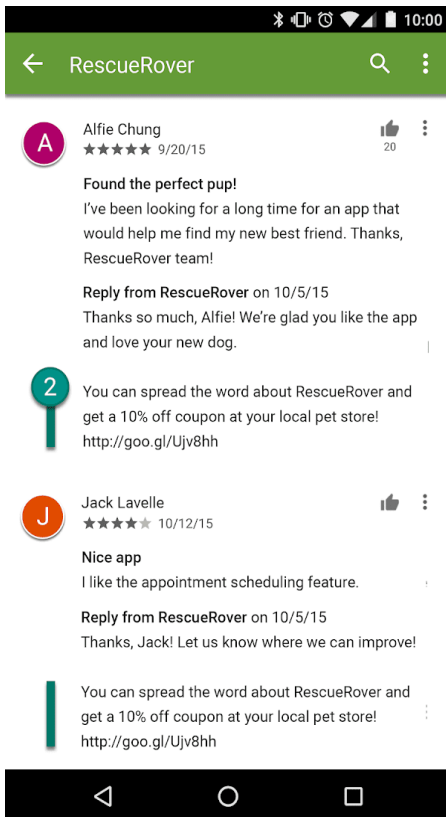 10:00
RescueRover
A
Alfie Chung
★★★★★ 9/20/15
20
Found the perfect pup!
I've been looking for a long time for an app that
would help me find my new best friend. Thanks,
RescueRover team!
Reply from RescueRover on 10/5/15
Thanks so much, Alfie! We're glad you like the app
and love your new dog.
2
You can spread the word about RescueRover and
get a 10% off coupon at your local pet store!
http://goo.gl/Ujv8hh
J
Jack Lavelle
★★★★★ 10/12/15
Nice app
I like the appointment scheduling feature.
Reply from RescueRover on 10/5/15
Thanks, Jack! Let us know where we can improve!
You can spread the word about RescueRover and
get a 10% off coupon at your local pet store!
http://goo.gl/Ujv8hh